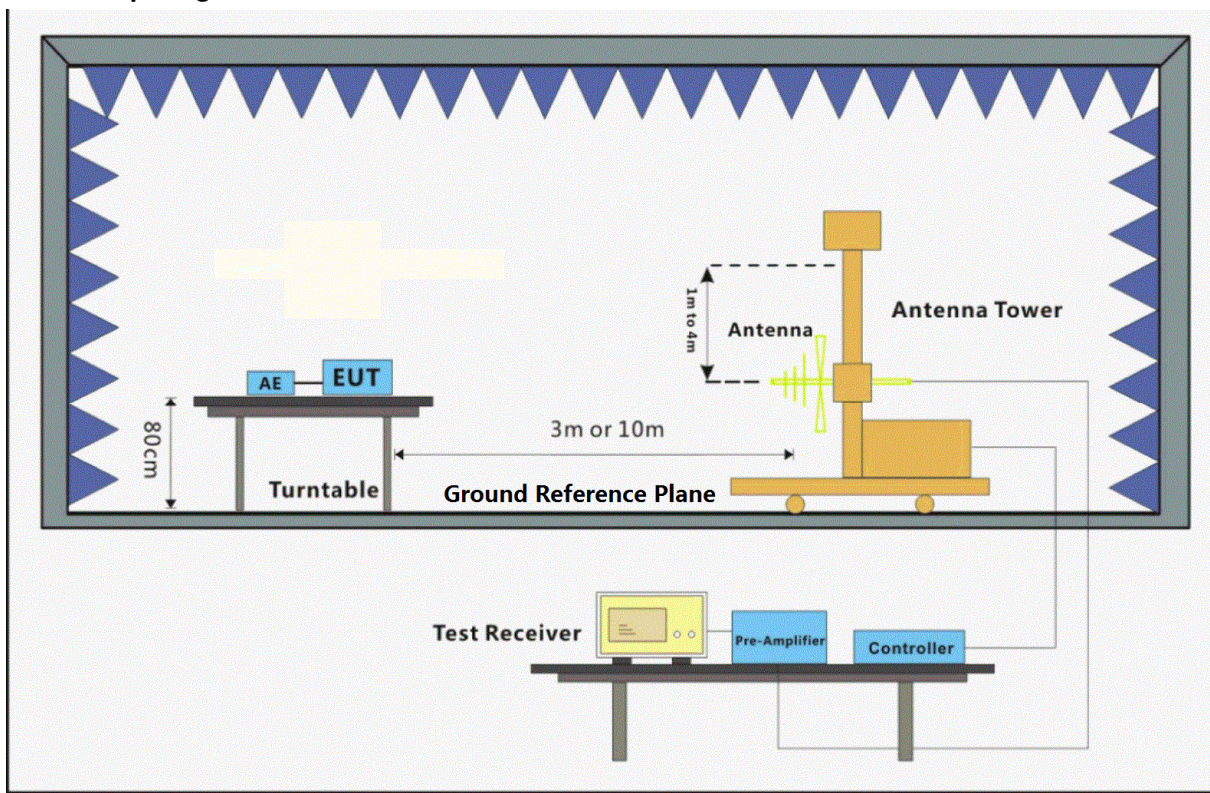 1m to 4m
Antenna
Antenna Tower
AE
EUT
80cm
3m or 10m
Turntable
Ground Reference Plane
Test Receiver
Pre-Amplifier
Controller